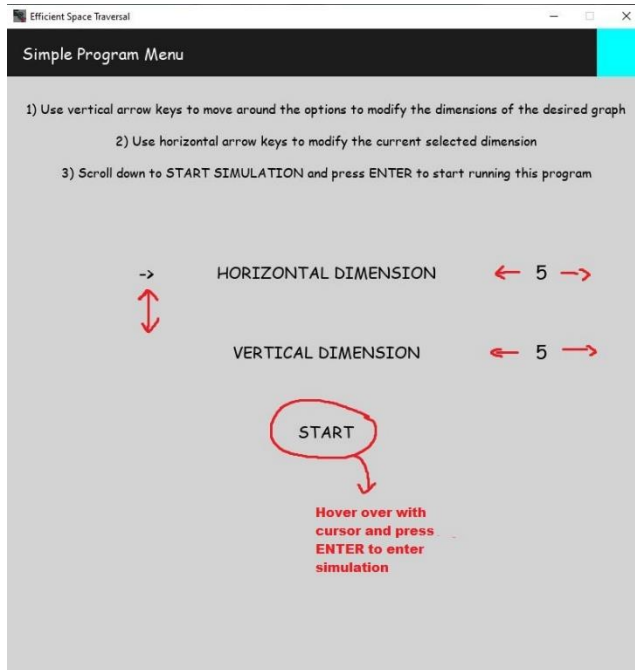 Efficient Space Traversal
Simple Program Menu
1) Use vertical arrow keys to move around the options to modify the dimensions of the desired graph
2) Use horizontal arrow keys to modify the current selected dimension
3) Scroll down to START SIMULATION and press ENTER to start running this program
-> HORIZONTAL DIMENSION 5
VERTICAL DIMENSION 5
START
Hover over with
cursor and press
ENTER to enter
simulation